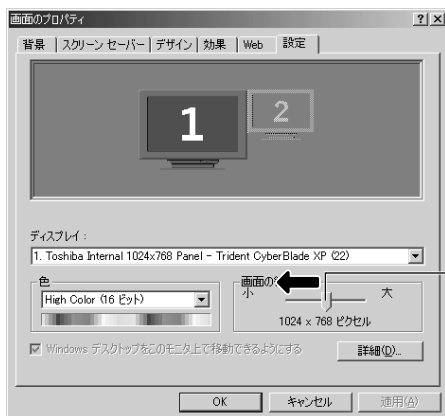 画面のプロパティ
背景 スクリーン セーバー デザイン 効果 Web 設定
1 2
ディスプレイ:
1. Toshiba Internal 1024x768 Panel - Trident CyberBlade XP (22)
色
High Color (16 ビット)
画面の
小 大
1024 x 768 ピクセル
Windows デスクトップをこのモニタ上で移動できるようにする
詳細(D)...
OK キャンセル 適用(A)